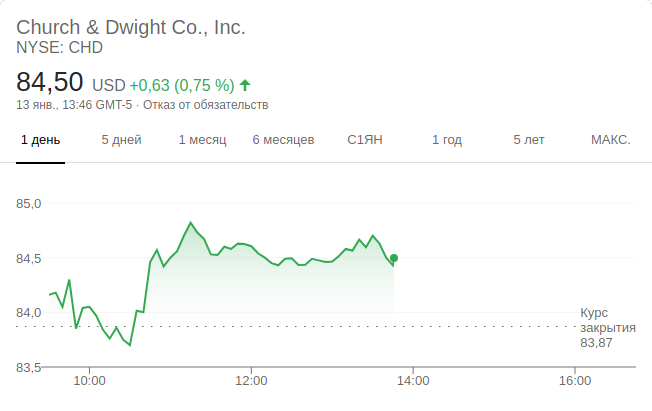 Church & Dwight Co., Inc.
NYSE: CHD
84,50 USD +0,63 (0,75 %)
13 янв., 13:46 GMT-5 · Отказ от обязательств
1 день 5 дней 1 месяц 6 месяцев С1ЯН 1 год 5 лет МАКС.
85,0
84,5
84,0
Курс
закрытия
83,87
83,5
10:00 12:00 14:00 16:00